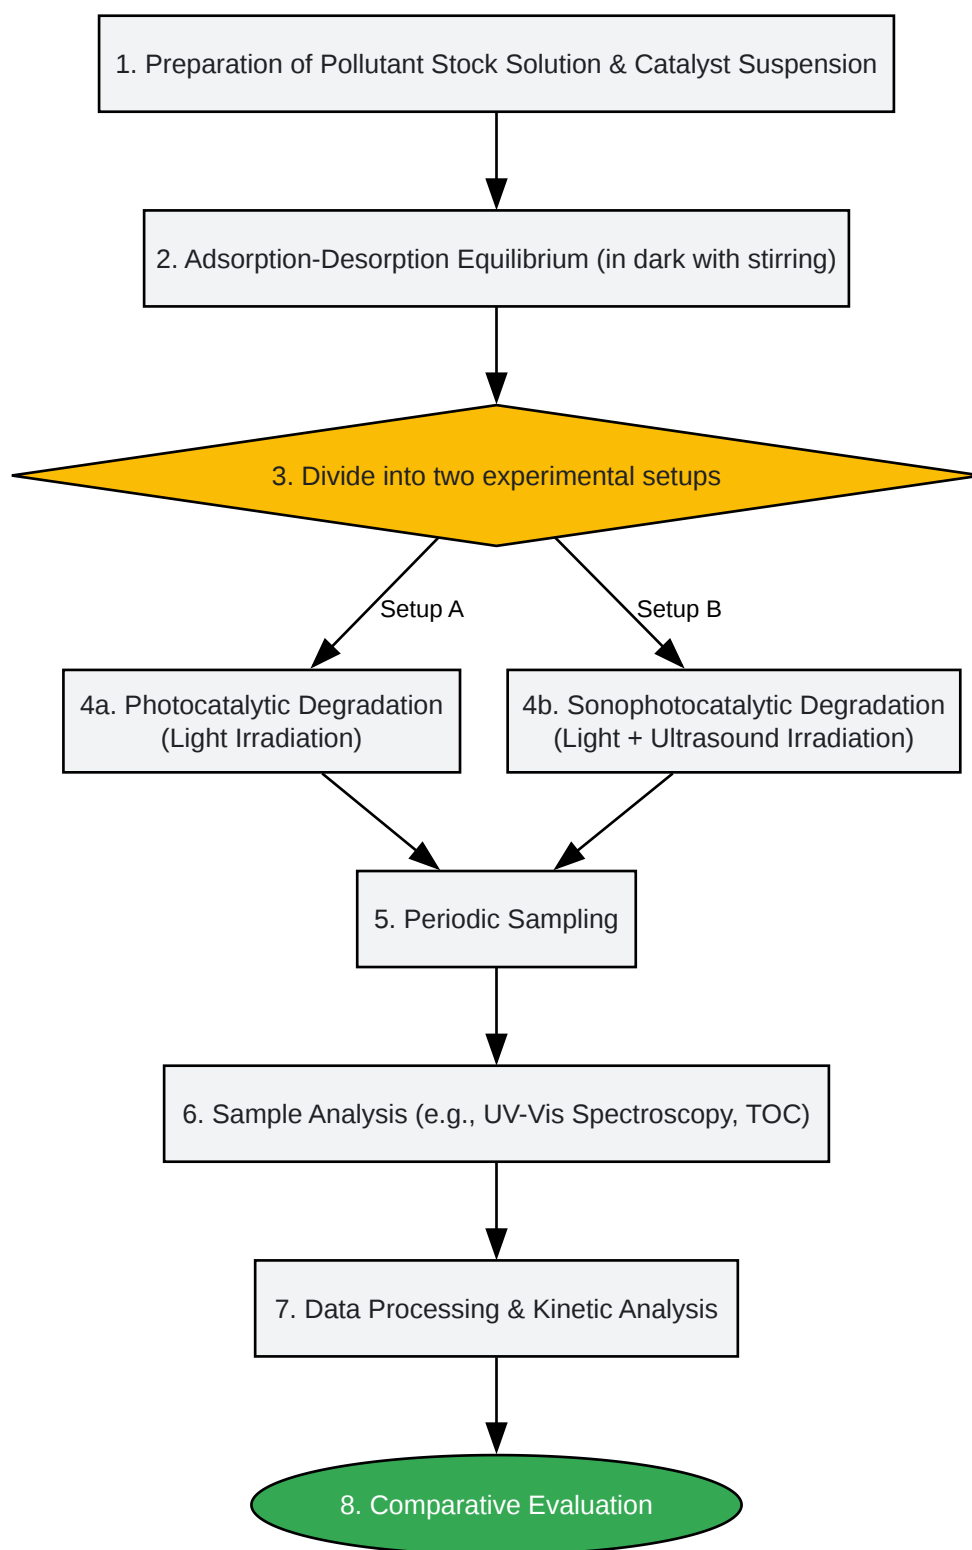 1. Preparation of Pollutant Stock Solution & Catalyst Suspension
2. Adsorption-Desorption Equilibrium (in dark with stirring)
3. Divide into two experimental setups
Setup A
Setup B
4a. Photocatalytic Degradation
(Light Irradiation)
4b. Sonophotocatalytic Degradation
(Light + Ultrasound Irradiation)
5. Periodic Sampling
6. Sample Analysis (e.g., UV-Vis Spectroscopy, TOC)
7. Data Processing & Kinetic Analysis
8. Comparative Evaluation